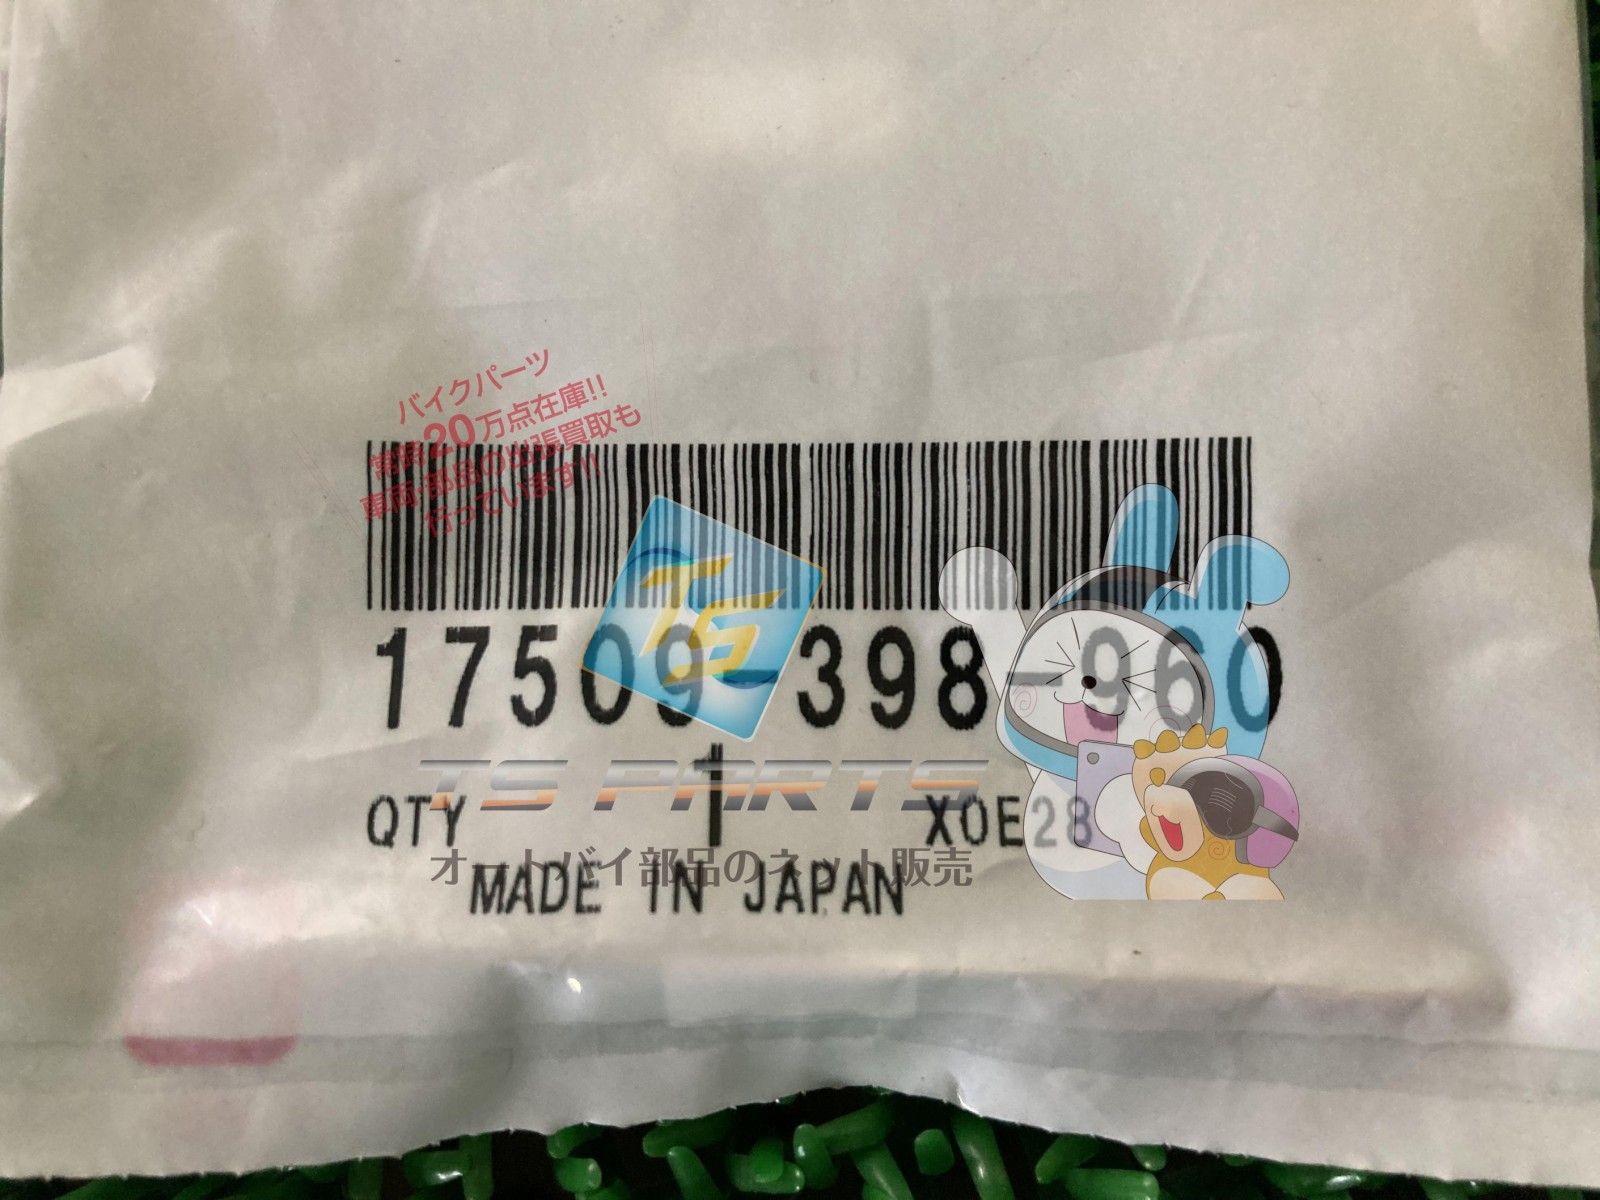 バイクパーツ
常時20万点在庫!!
車両・部品の出張買取も
行っています!!
TS
17509-398-960
TS PARTS
QTY 1 X0E28
オートバイ部品のネット販売
MADE IN JAPAN